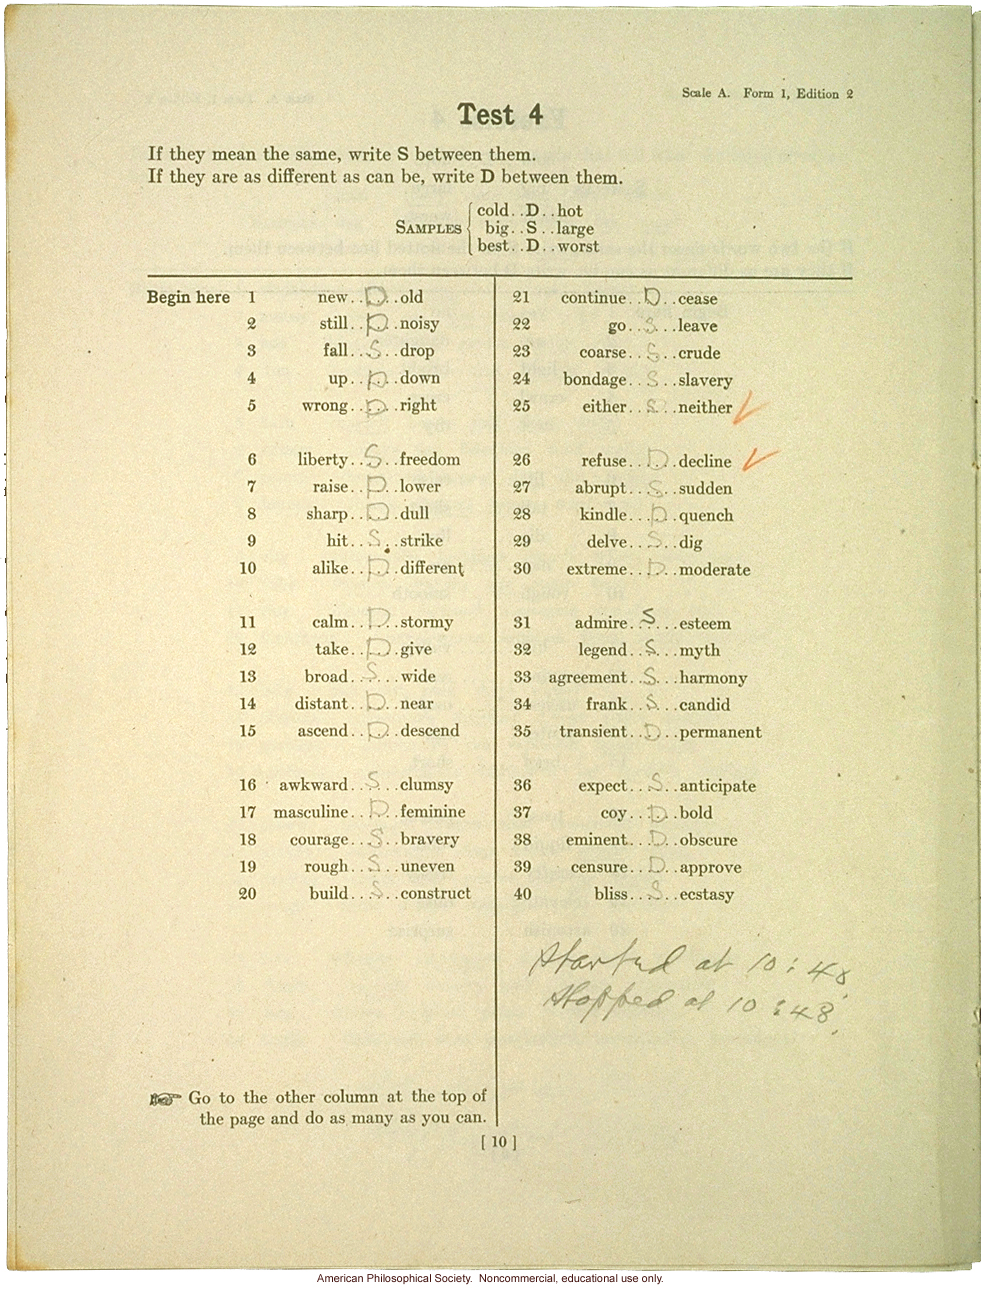 Scale A. Form 1, Edition 2
Test 4
If they mean the same, write S between them.
If they are as different as can be, write D between them.
SAMPLES
cold. . D. . hot
big. . S. . large
best. . D. . worst
Begin here 1 new. . D. . old
2 still. . D. . noisy
3 fall. . S. . drop
4 up. . D. . down
5 wrong. . D. . right
6 liberty. . S. . freedom
7 raise. . D. . lower
8 sharp. . D. . dull
9 hit. . S. . strike
10 alike. . D. . different
11 calm. . D. . stormy
12 take. . D. . give
13 broad. . S. . wide
14 distant. . D. . near
15 ascend. . D. . descend
16 awkward. . S. . clumsy
17 masculine. . D. . feminine
18 courage. . S. . bravery
19 rough. . S. . uneven
20 build. . S. . construct
Go to the other column at the top of
the page and do as many as you can.
21 continue. . D. . cease
22 go. . S. . leave
23 coarse. . S. . crude
24 bondage. . S. . slavery
25 either. . S. . neither
26 refuse. . D. . decline
27 abrupt. . S. . sudden
28 kindle. . D. . quench
29 delve. . S. . dig
30 extreme. . D. . moderate
31 admire. . S. . esteem
32 legend. . S. . myth
33 agreement. . S. . harmony
34 frank. . S. . candid
35 transient. . D. . permanent
36 expect. . S. . anticipate
37 coy. . D. . bold
38 eminent. . D. . obscure
39 censure. . D. . approve
40 bliss. . S. . ecstasy
Started at 10:
Stopped at 10:48
[ 10 ]
American Philosophical Society. Noncommercial, educational use only.